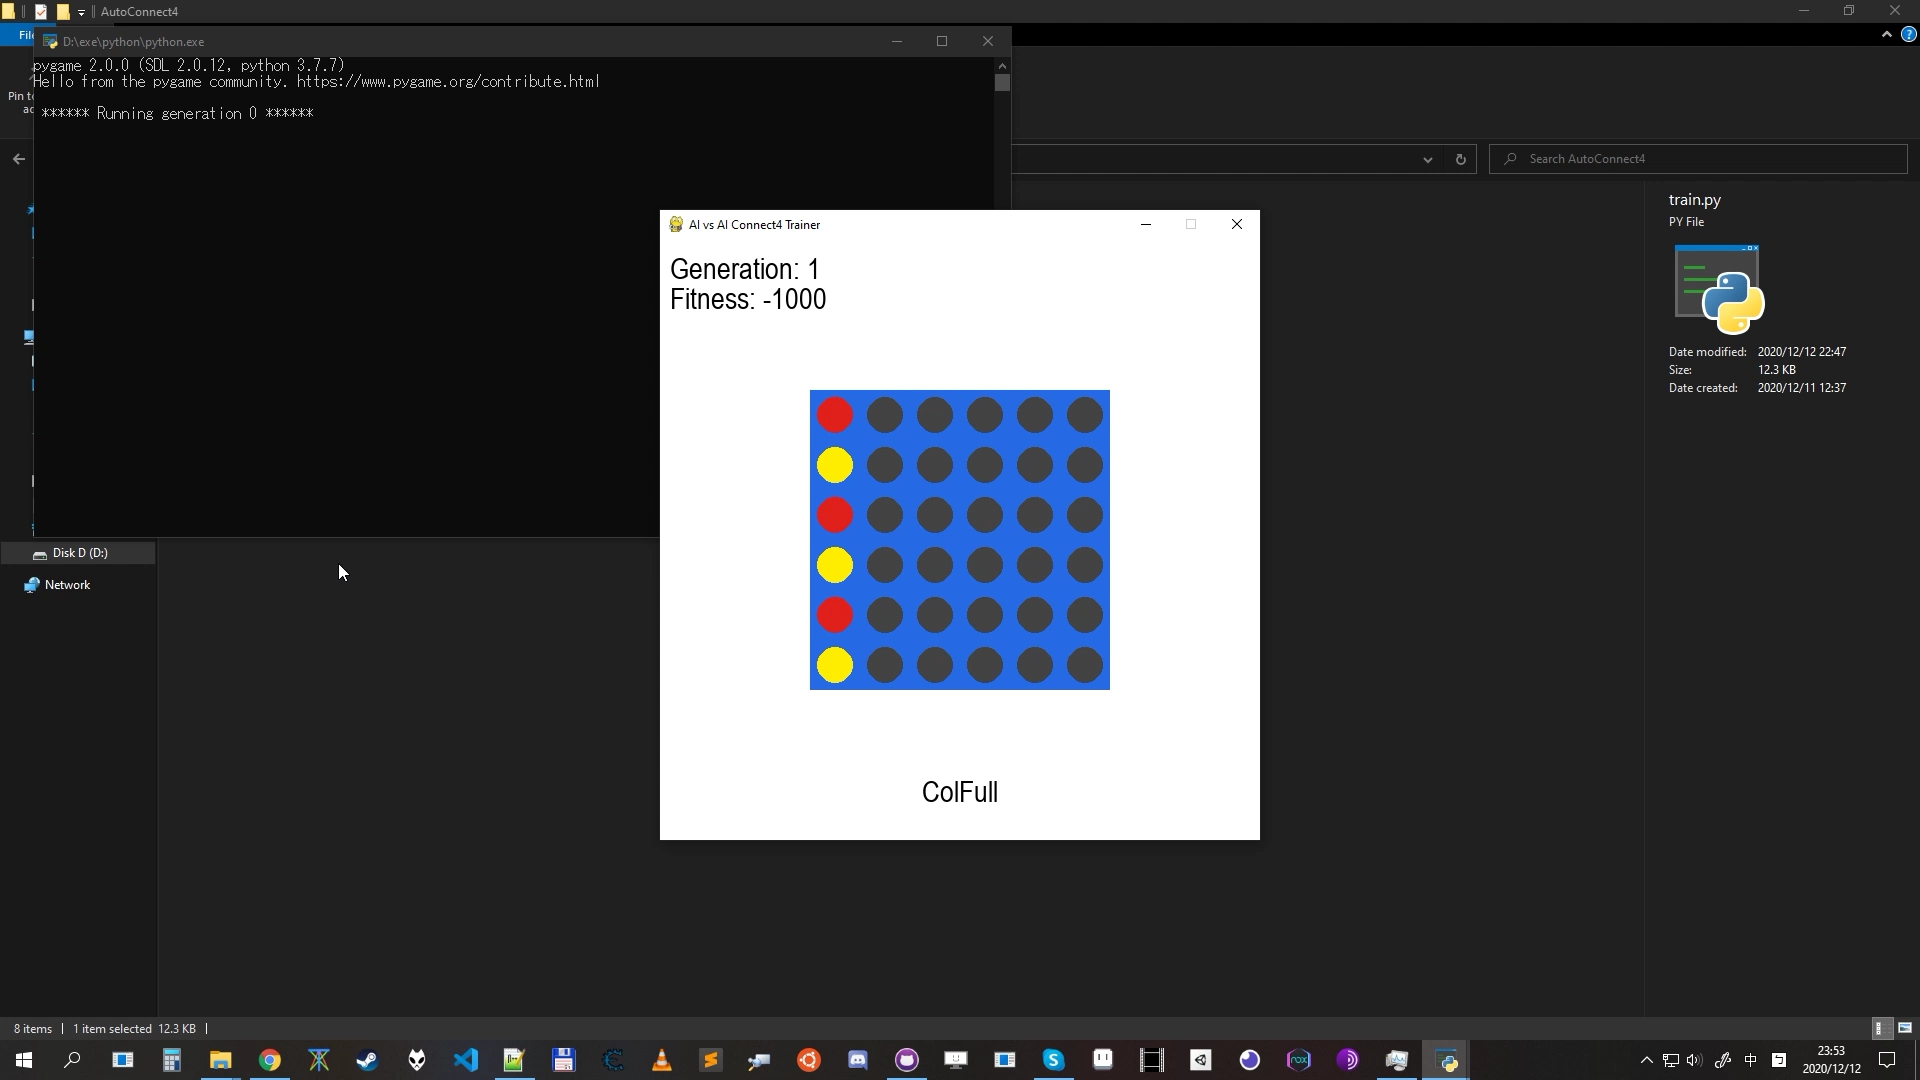 AutoConnect4
File
D:\exe\python\python.exe
pygame 2.0.0 (SDL 2.0.12, python 3.7.7)
Hello from the pygame community. https://www.pygame.org/contribute.html
****** Running generation 0 ******
Pin to
Search AutoConnect4
train.py
PY File
Date modified: 2020/12/12 22:47
Size: 12.3 KB
Date created: 2020/12/11 12:37
AI vs AI Connect4 Trainer
Generation: 1
Fitness: -1000
ColFull
Disk D (D:)
Network
8 items
1 item selected 12.3 KB
nox
中
23:53
2020/12/12